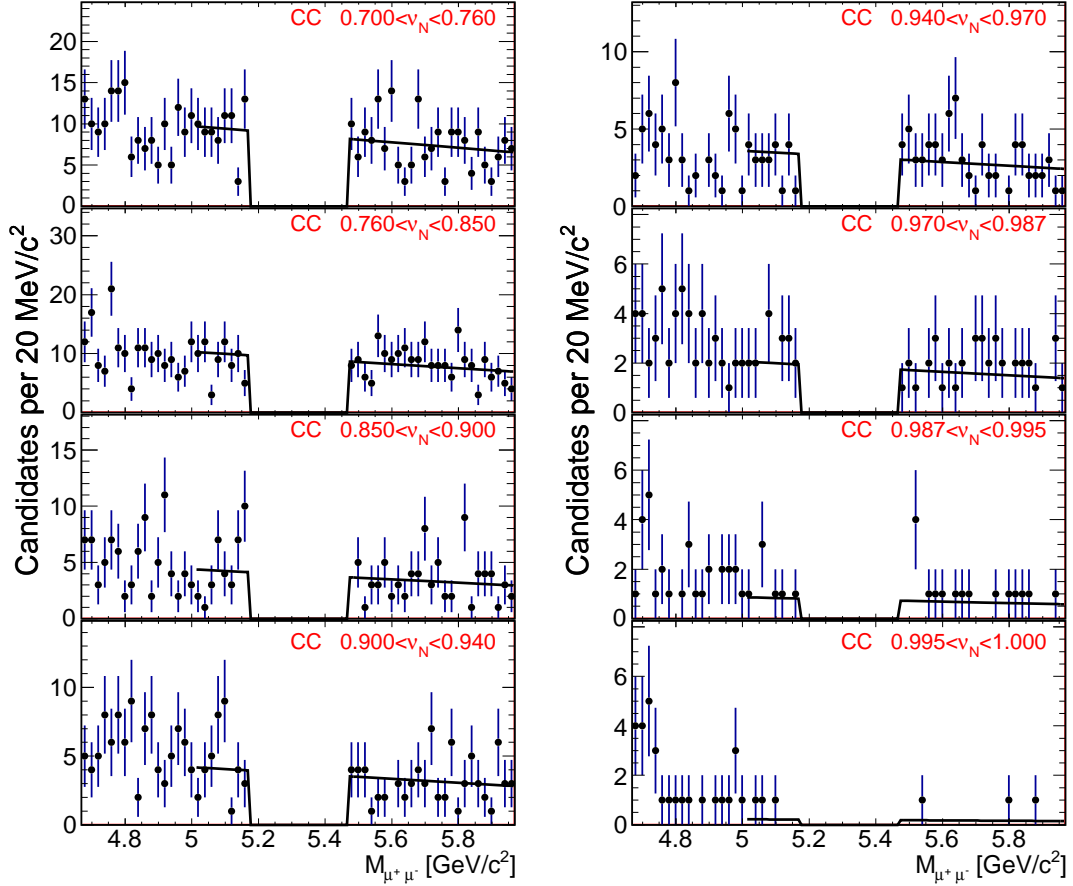 Candidates per 20 MeV/c²
CC 0.700<ν_N<0.760
0
5
10
15
20
CC 0.760<ν_N<0.850
0
10
20
30
CC 0.850<ν_N<0.900
0
5
10
15
CC 0.900<ν_N<0.940
0
5
10
4.8 5 5.2 5.4 5.6 5.8
M_μ⁺μ⁻ [GeV/c²]
Candidates per 20 MeV/c²
CC 0.940<ν_N<0.970
0
5
10
CC 0.970<ν_N<0.987
0
2
4
6
CC 0.987<ν_N<0.995
0
2
4
6
CC 0.995<ν_N<1.000
0
2
4
6
4.8 5 5.2 5.4 5.6 5.8
M_μ⁺μ⁻ [GeV/c²]